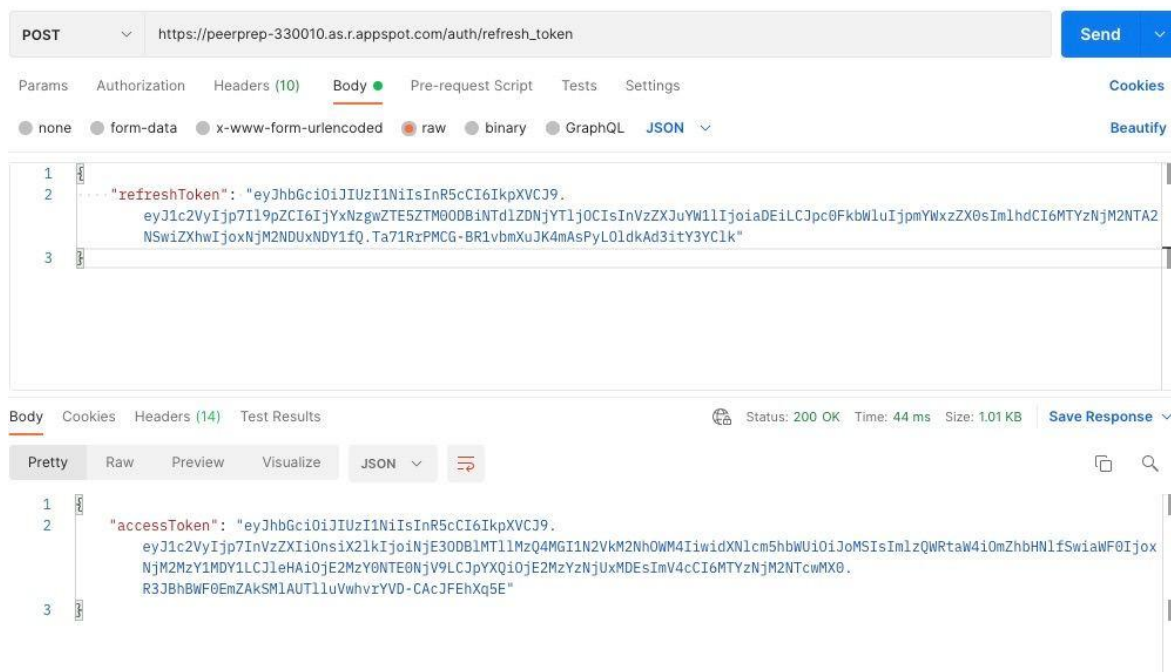 POST https://peerprep-330010.as.r.appspot.com/auth/refresh_token Send
Params Authorization Headers (10) Body Pre-request Script Tests Settings Cookies
none form-data x-www-form-urlencoded raw binary GraphQL JSON Beautify
1 {
2 "refreshToken": "eyJhbGciOiJIUzI1NiIsInR5cCI6IkpXVCJ9.
eyJ1c2VyIjp7Il9pZCI6IjYxNzgwZTE5ZTM0ODBiNTdlZDNjYTljOCIsInVzZXJuYW1lIjoiaDEiLCJpc0FkbWluIjpmYWxzZX0sImlhdCI6MTYzNjM2NTA2
NSwiZXhwIjoxNjM2NDUxNDY1fQ.Ta71RrPMCG-BR1vbmXuJK4mAsPyLOldkAd3itY3YClk"
3 }
Body Cookies Headers (14) Test Results Status: 200 OK Time: 44 ms Size: 1.01 KB Save Response
Pretty Raw Preview Visualize JSON
1 {
2 "accessToken": "eyJhbGciOiJIUzI1NiIsInR5cCI6IkpXVCJ9.
eyJ1c2VyIjp7InVzZXIiOnsiX2lkIjoiNjE3ODBlMTllMzQ4MGI1N2VkM2NhOWM4IiwidXNlcm5hbWUiOiJoMSIsImlzQWRtaW4iOmZhbHNlfSwiaWF0Ijox
NjM2MzY1MDY1LCJleHAiOjE2MzY0NTE0NjV9LCJpYXQiOjE2MzYzNjUxMDEsImV4cCI6MTYzNjM2NTcwMX0.
R3JBhBWF0EmZAkSMlAUTlluVwhvrYVD-CAcJFEhXq5E"
3 }